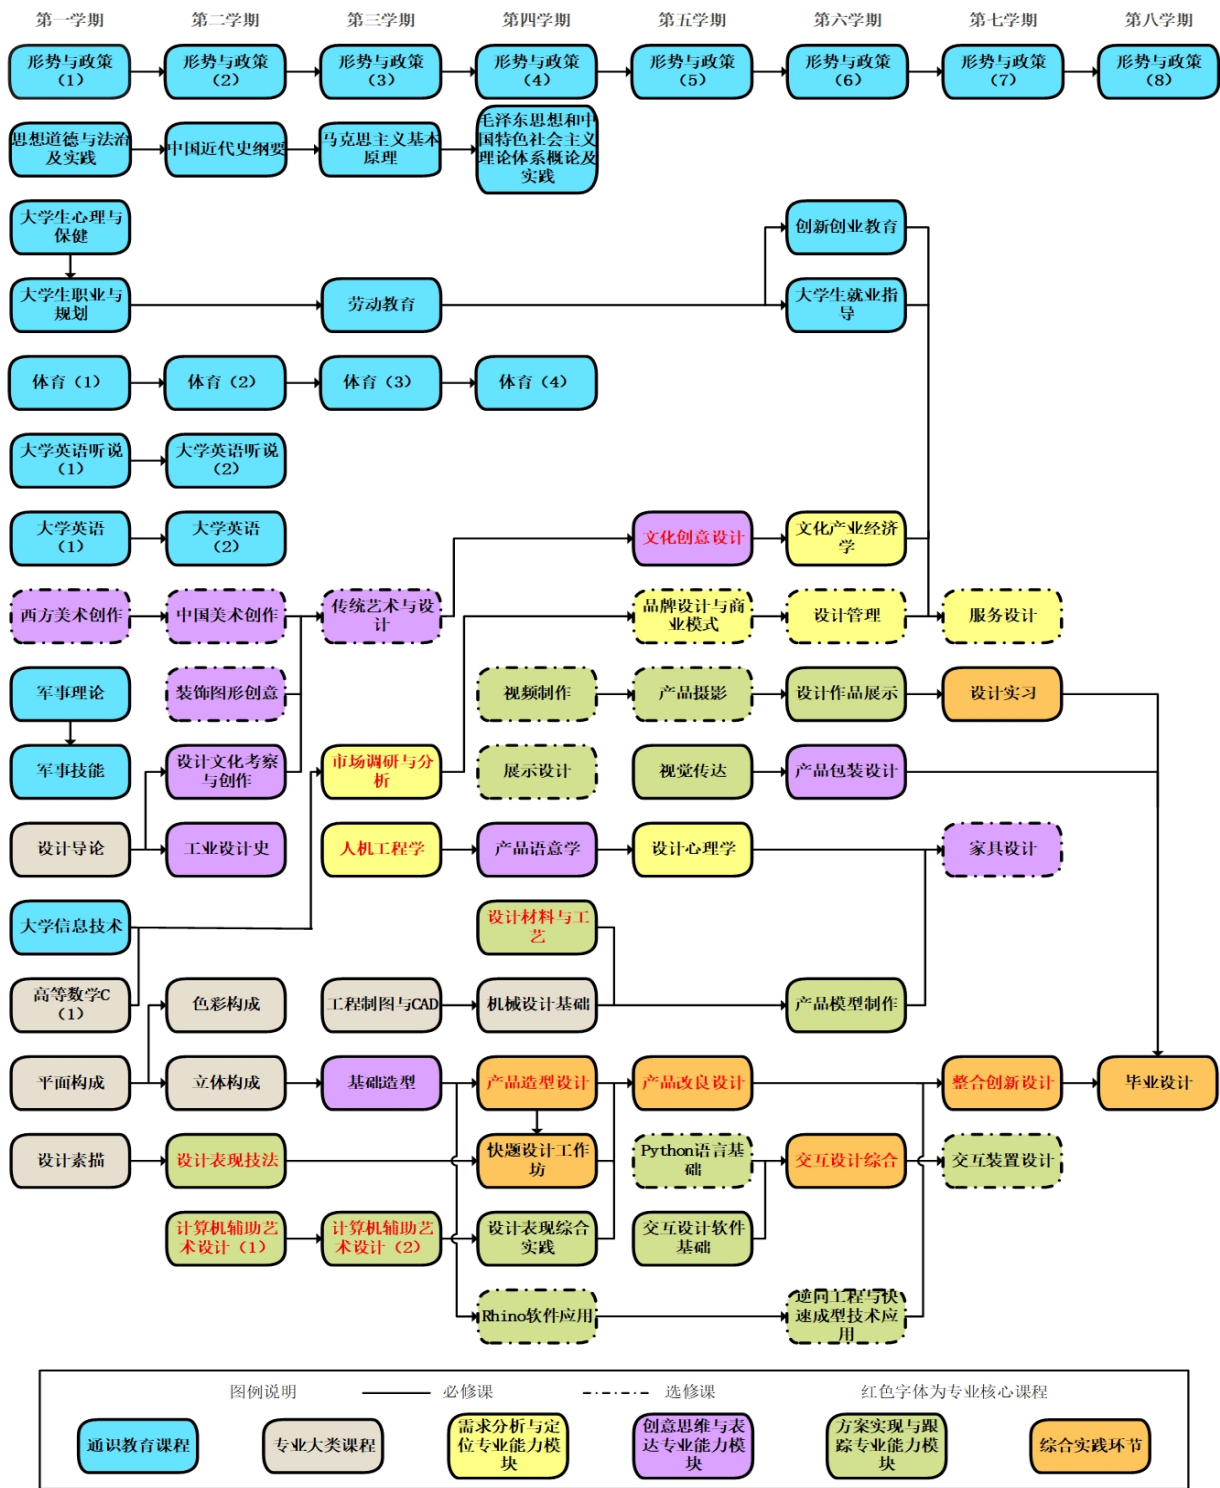 第一学期 第二学期 第三学期 第四学期 第五学期 第六学期 第七学期 第八学期
形势与政策
（1）
形势与政策
（2）
形势与政策
（3）
形势与政策
（4）
形势与政策
（5）
形势与政策
（6）
形势与政策
（7）
形势与政策
（8）
思想道德与法治
及实践
中国近代史纲要
马克思主义基本
原理
毛泽东思想和中
国特色社会主义
理论体系概论及
实践
大学生心理与
保健
创新创业教育
大学生职业与
规划
劳动教育
大学生就业指
导
体育（1）
体育（2）
体育（3）
体育（4）
大学英语听说
（1）
大学英语听说
（2）
大学英语
（1）
大学英语
（2）
文化创意设计
文化产业经济
学
西方美术创作
中国美术创作
传统艺术与设
计
品牌设计与商
业模式
设计管理
服务设计
军事理论
装饰图形创意
视频制作
产品摄影
设计作品展示
设计实习
军事技能
设计文化考察
与创作
市场调研与分
析
展示设计
视觉传达
产品包装设计
设计导论
工业设计史
人机工程学
产品语意学
设计心理学
家具设计
大学信息技术
设计材料与工
艺
高等数学C
（1）
色彩构成
工程制图与CAD
机械设计基础
产品模型制作
平面构成
立体构成
基础造型
产品造型设计
产品改良设计
整合创新设计
毕业设计
设计素描
设计表现技法
快题设计工作
坊
Python语言基
础
交互设计综合
交互装置设计
计算机辅助艺
术设计（1）
计算机辅助艺
术设计（2）
设计表现综合
实践
交互设计软件
基础
Rhino软件应用
逆向工程与快
速成型技术应
用
图例说明 必修课 选修课 红色字体为专业核心课程
通识教育课程
专业大类课程
需求分析与定
位专业能力模
块
创意思维与表
达专业能力模
块
方案实现与跟
踪专业能力模
块
综合实践环节